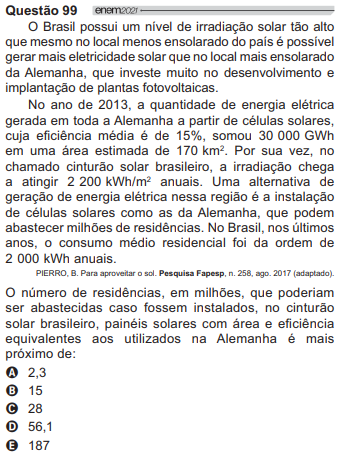 Questão 99 enem2021
O Brasil possui um nível de irradiação solar tão alto
que mesmo no local menos ensolarado do país é possível
gerar mais eletricidade solar que no local mais ensolarado
da Alemanha, que investe muito no desenvolvimento e
implantação de plantas fotovoltaicas.
No ano de 2013, a quantidade de energia elétrica
gerada em toda a Alemanha a partir de células solares,
cuja eficiência média é de 15%, somou 30 000 GWh
em uma área estimada de 170 km². Por sua vez, no
chamado cinturão solar brasileiro, a irradiação chega
a atingir 2 200 kWh/m² anuais. Uma alternativa de
geração de energia elétrica nessa região é a instalação
de células solares como as da Alemanha, que podem
abastecer milhões de residências. No Brasil, nos últimos
anos, o consumo médio residencial foi da ordem de
2 000 kWh anuais.
PIERRO, B. Para aproveitar o sol. Pesquisa Fapesp, n. 258, ago. 2017 (adaptado).
O número de residências, em milhões, que poderiam
ser abastecidas caso fossem instalados, no cinturão
solar brasileiro, painéis solares com área e eficiência
equivalentes aos utilizados na Alemanha é mais
próximo de:
A 2,3
B 15
C 28
D 56,1
E 187